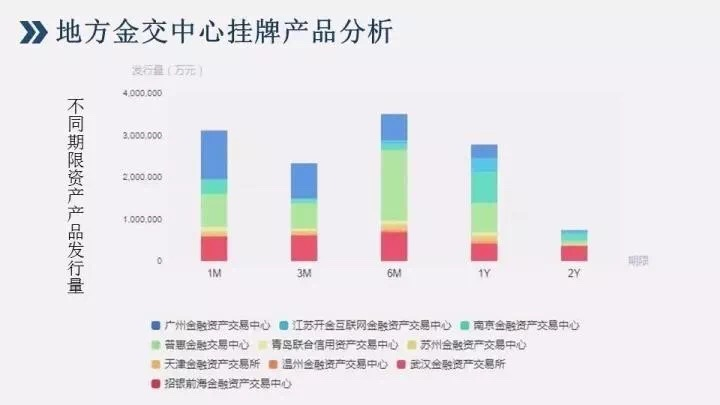 地方金交中心挂牌产品分析
发行量（万元）
不同期限资产产品发行量
4,000,000
3,000,000
2,000,000
1,000,000
0
1M
3M
6M
1Y
2Y
期限
广州金融资产交易中心 江苏开金互联网金融资产交易中心 南京金融资产交易中心
普惠金融交易中心 青岛联合信用资产交易中心 苏州金融资产交易中心
天津金融资产交易所 温州金融资产交易中心 武汉金融资产交易所
招银前海金融资产交易中心